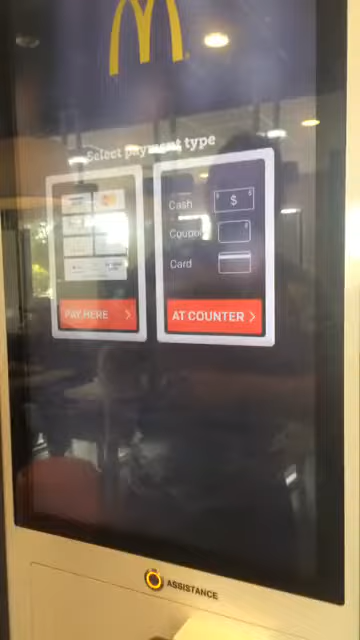 Select payment type
Cash
$
Coupon
Card
PAY HERE >
AT COUNTER >
ASSISTANCE